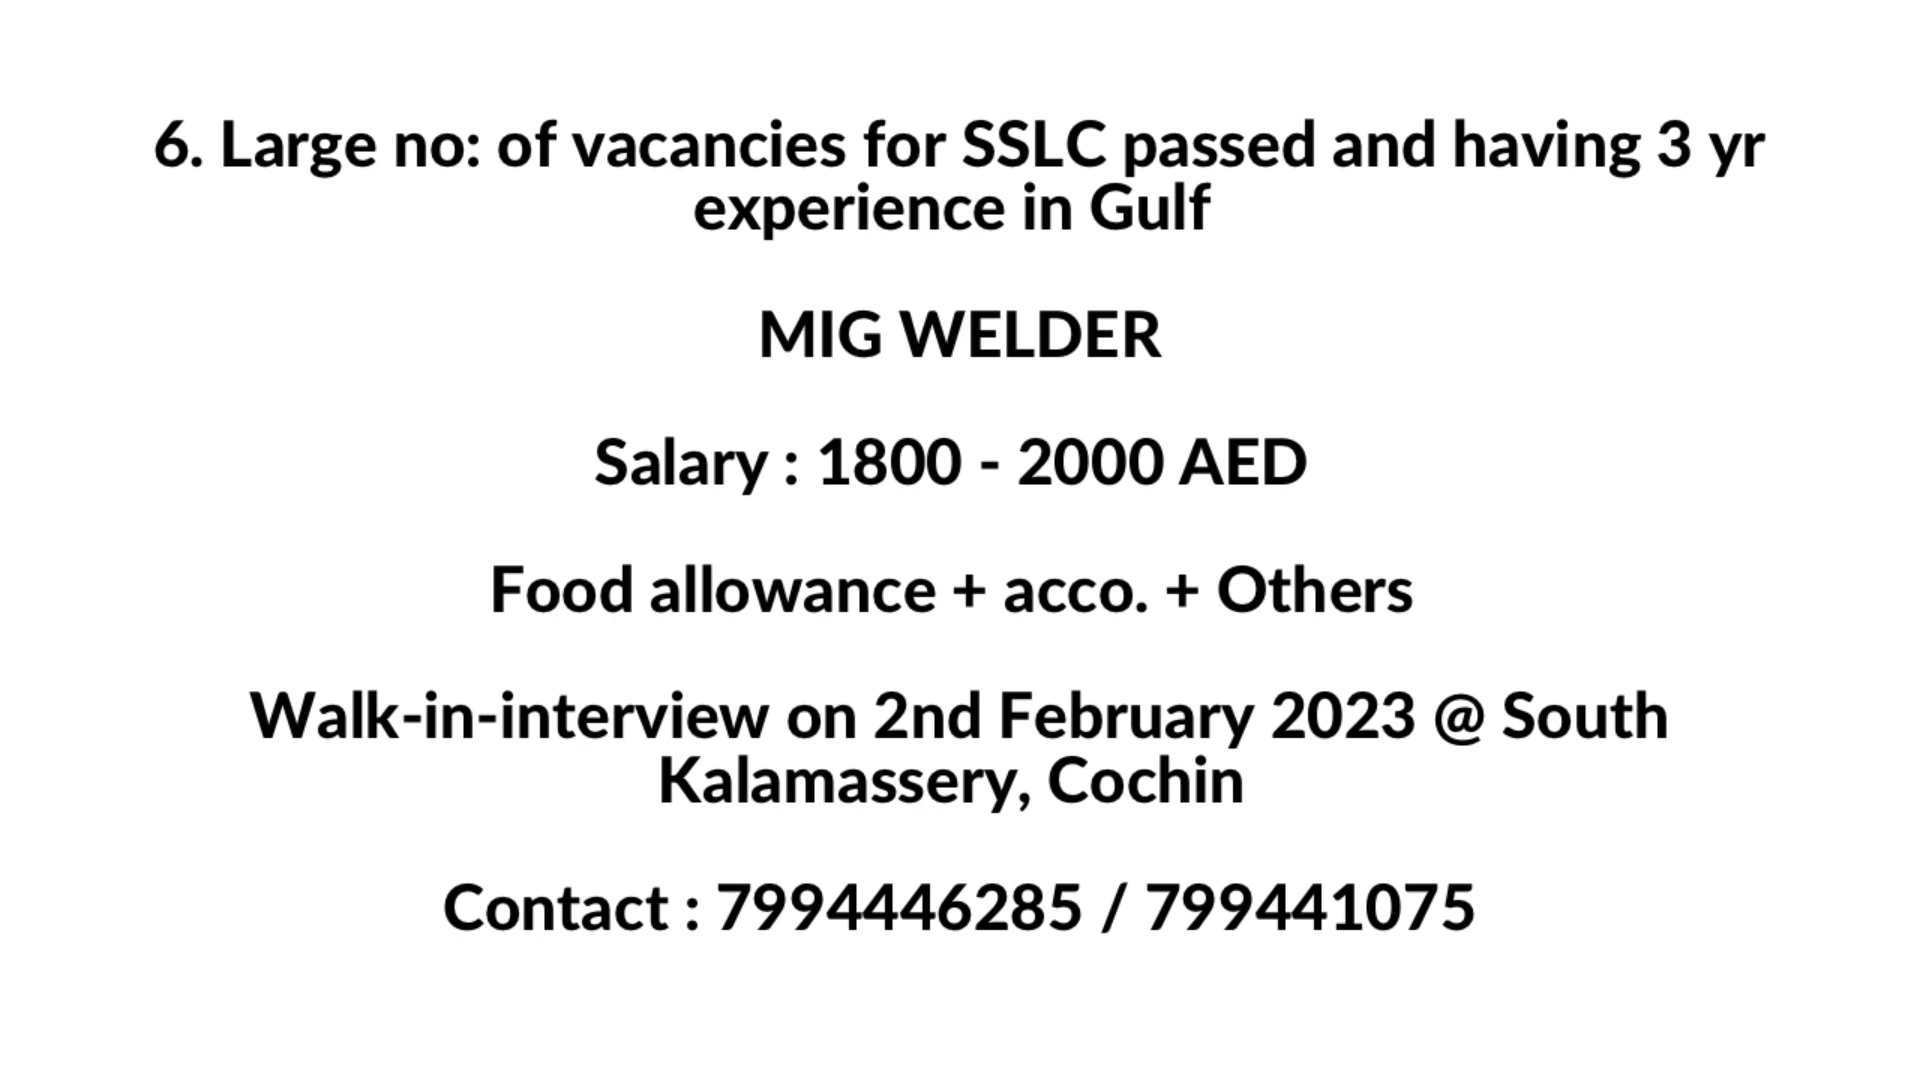 6. Large no: of vacancies for SSLC passed and having 3 yr
experience in Gulf
MIG WELDER
Salary : 1800 - 2000 AED
Food allowance + acco. + Others
Walk-in-interview on 2nd February 2023 @ South
Kalamassery, Cochin
Contact : 7994446285 / 799441075